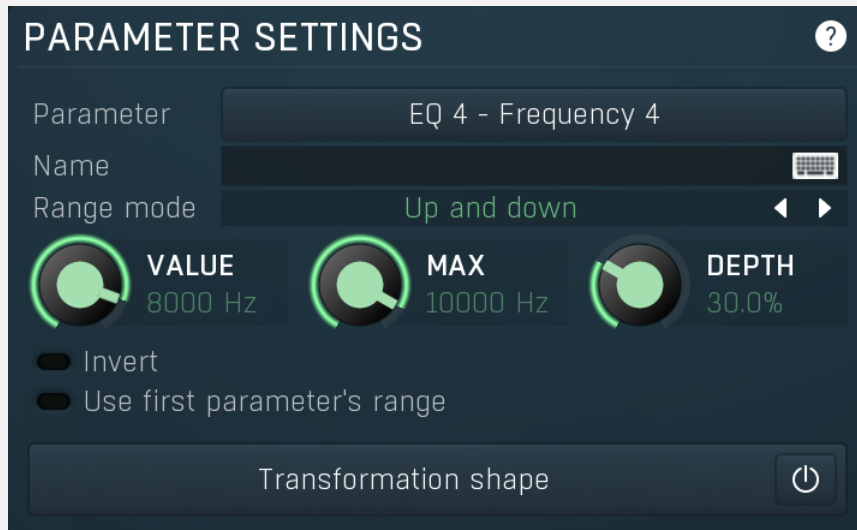 PARAMETER SETTINGS ?
Parameter EQ 4 - Frequency 4
Name
Range mode Up and down
VALUE MAX DEPTH
8000 Hz 10000 Hz 30.0%
Invert
Use first parameter's range
Transformation shape